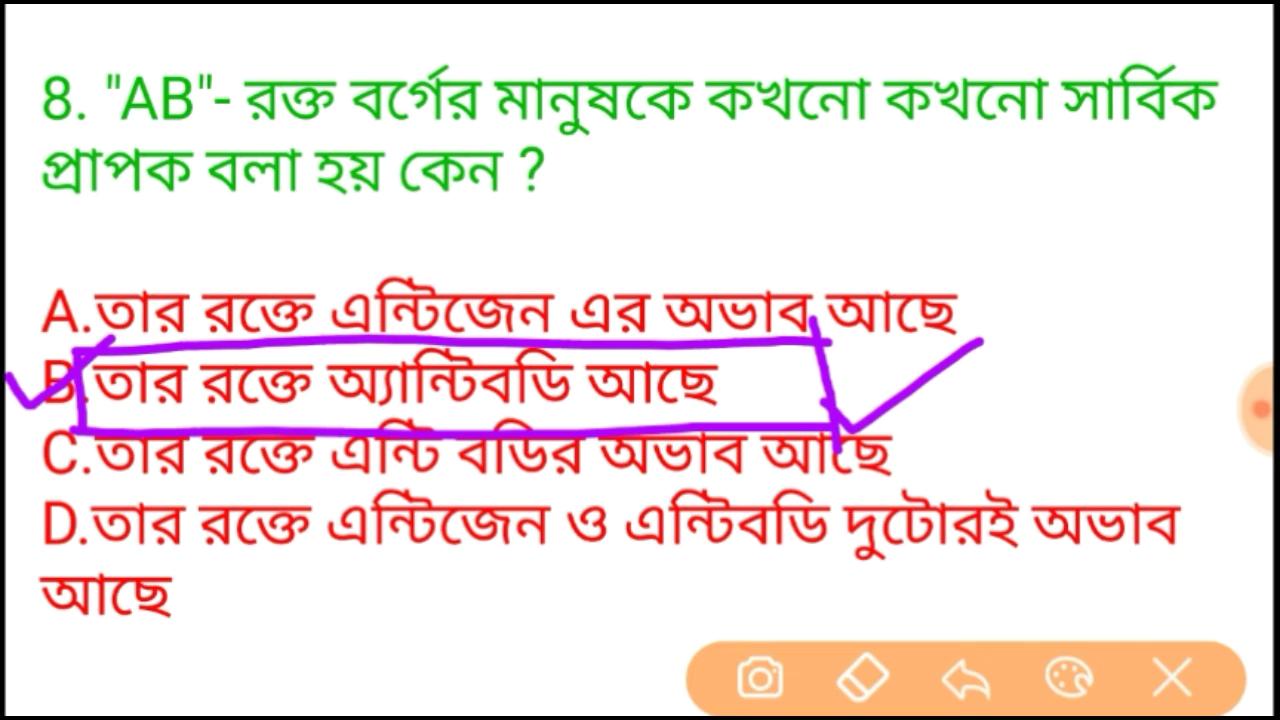 8. "AB"- রক্ত বর্গের মানুষকে কখনো কখনো সার্বিক
প্রাপক বলা হয় কেন ?
A.তার রক্তে এন্টিজেন এর অভাব আছে
B.তার রক্তে অ্যান্টিবডি আছে
C.তার রক্তে এন্টি বডির অভাব আছে
D.তার রক্তে এন্টিজেন ও এন্টিবডি দুটোরই অভাব
আছে